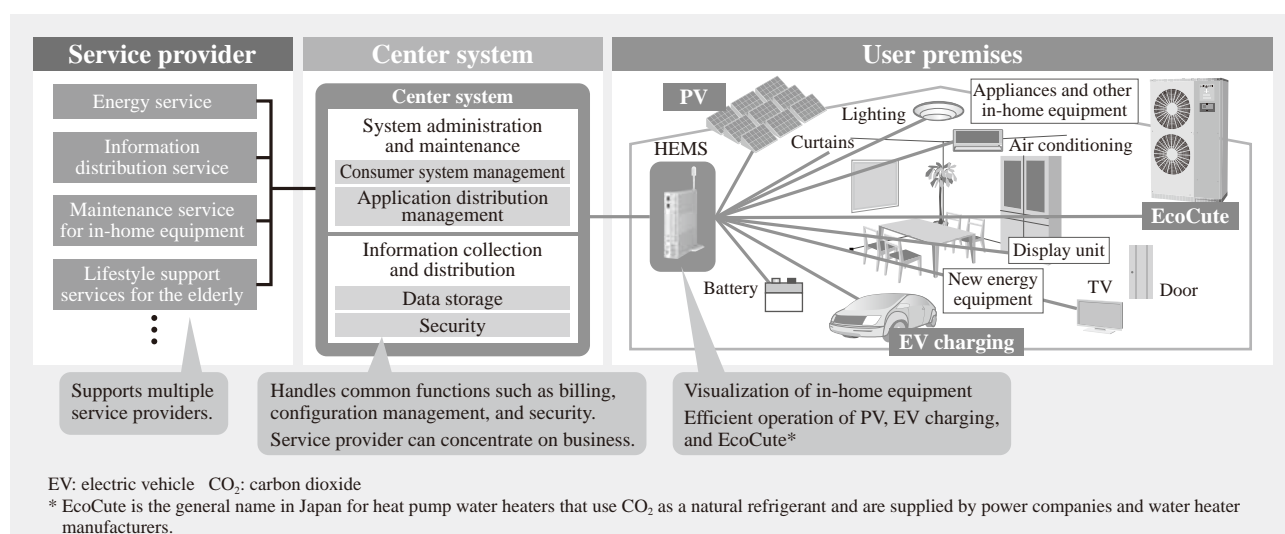 Service provider
Energy service
Information
distribution service
Maintenance service
for in-home equipment
Lifestyle support
services for the elderly
Supports multiple
service providers.
Center system
Center system
System administration
and maintenance
Consumer system management
Application distribution
management
Information collection
and distribution
Data storage
Security
Handles common functions such as billing,
configuration management, and security.
Service provider can concentrate on business.
User premises
PV
HEMS
Lighting
Curtains
Appliances and other
in-home equipment
Air conditioning
EcoCute
Display unit
New energy
equipment
TV
Door
Battery
EV charging
Visualization of in-home equipment
Efficient operation of PV, EV charging,
and EcoCute*
EV: electric vehicle CO₂: carbon dioxide
* EcoCute is the general name in Japan for heat pump water heaters that use CO₂ as a natural refrigerant and are supplied by power companies and water heater
manufacturers.